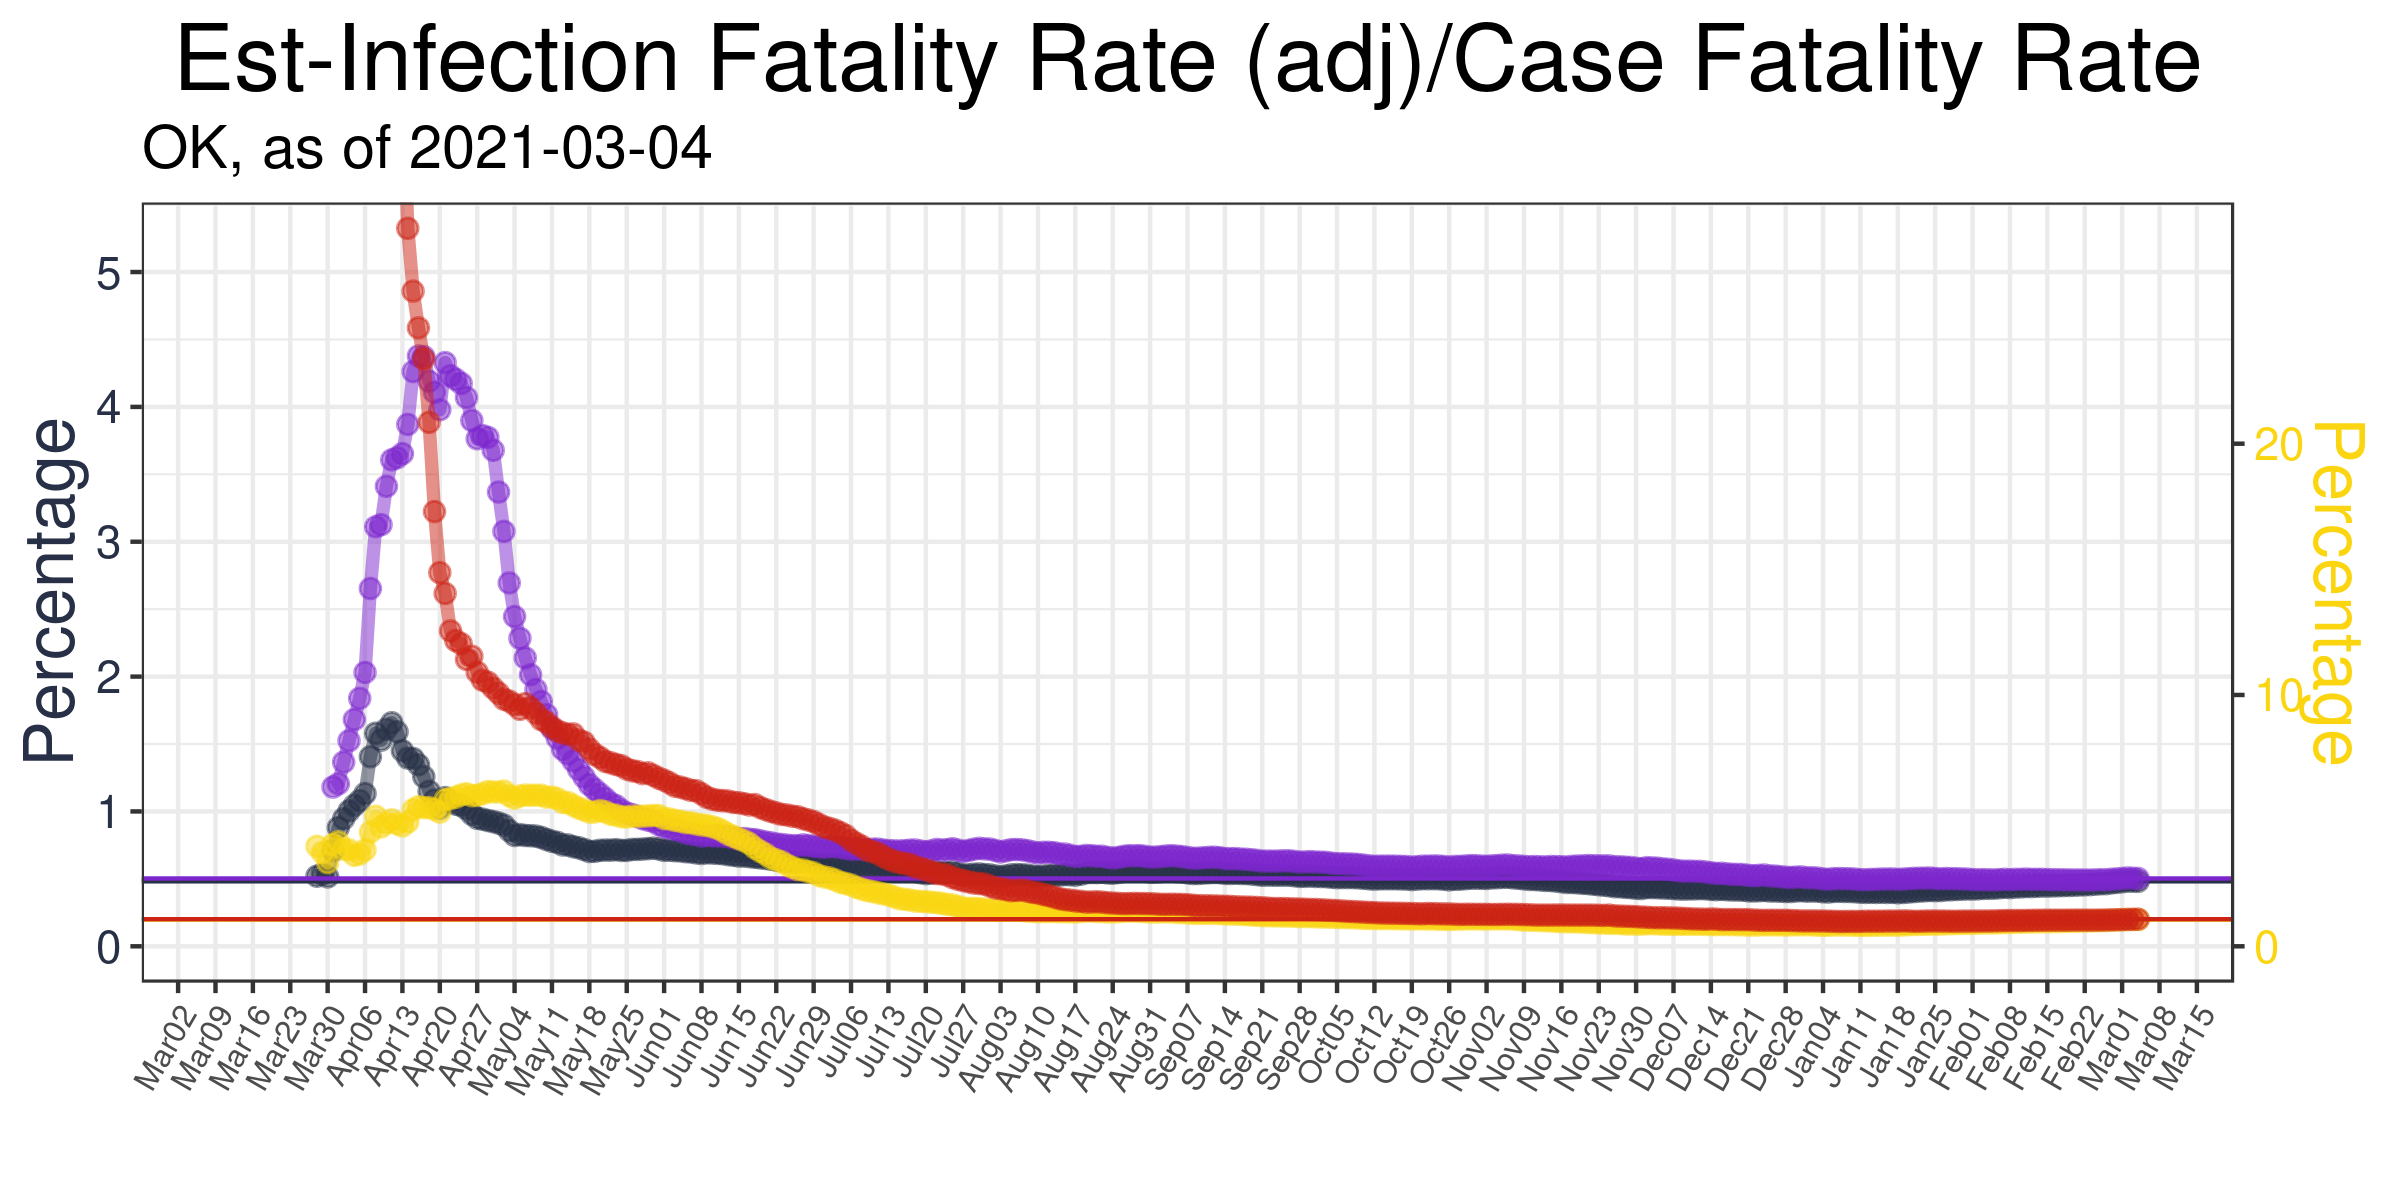 Est-Infection Fatality Rate (adj)/Case Fatality Rate
OK, as of 2021-03-04
Percentage
5
4
3
2
1
0
20
10
0
Percentage
Mar02
Mar09
Mar16
Mar23
Mar30
Apr06
Apr13
Apr20
Apr27
May04
May11
May18
May25
Jun01
Jun08
Jun15
Jun22
Jun29
Jul06
Jul13
Jul20
Jul27
Aug03
Aug10
Aug17
Aug24
Aug31
Sep07
Sep14
Sep21
Sep28
Oct05
Oct12
Oct19
Oct26
Nov02
Nov09
Nov16
Nov23
Nov30
Dec07
Dec14
Dec21
Dec28
Jan04
Jan11
Jan18
Jan25
Feb01
Feb08
Feb15
Feb22
Mar01
Mar08
Mar15